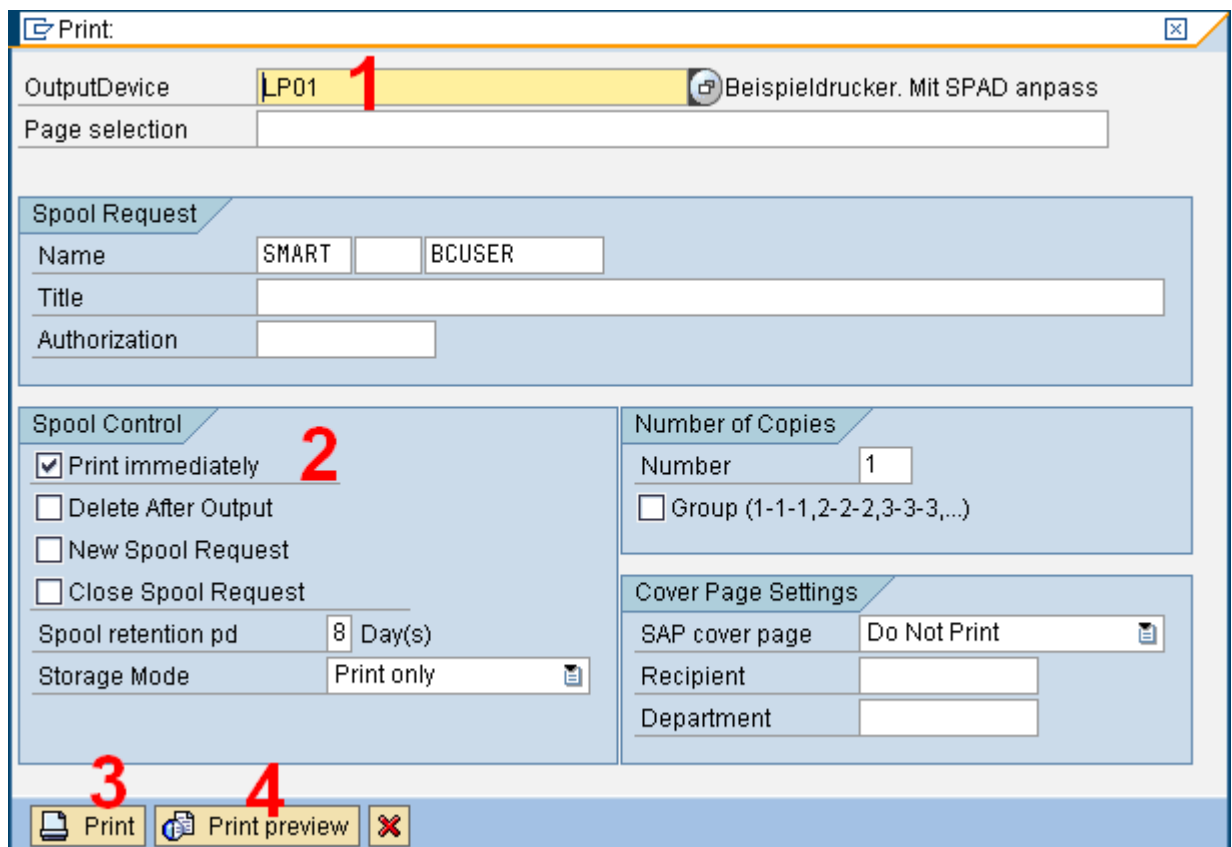 Print:
OutputDevice LP01 1 Beispieldrucker. Mit SPAD anpass
Page selection
Spool Request
Name SMART BCUSER
Title
Authorization
Spool Control
2
Print immediately
Delete After Output
New Spool Request
Close Spool Request
Spool retention pd 8 Day(s)
Storage Mode Print only
Number of Copies
Number 1
Group (1-1-1,2-2-2,3-3-3,...)
Cover Page Settings
SAP cover page Do Not Print
Recipient
Department
3 4
Print Print preview